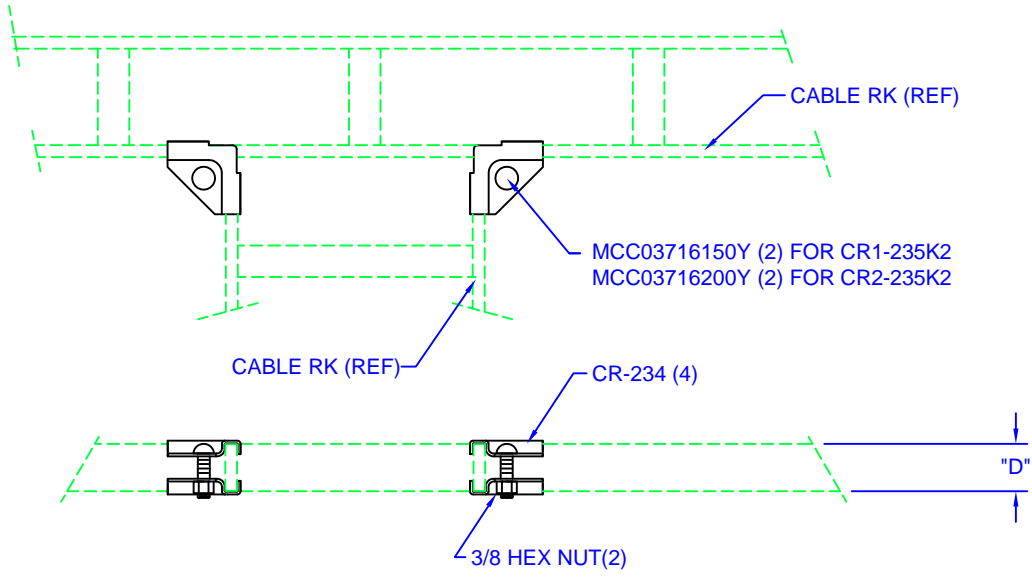 CABLE RK (REF)
MCC03716150Y (2) FOR CR1-235K2
MCC03716200Y (2) FOR CR2-235K2
CABLE RK (REF)
CR-234 (4)
"D"
3/8 HEX NUT(2)